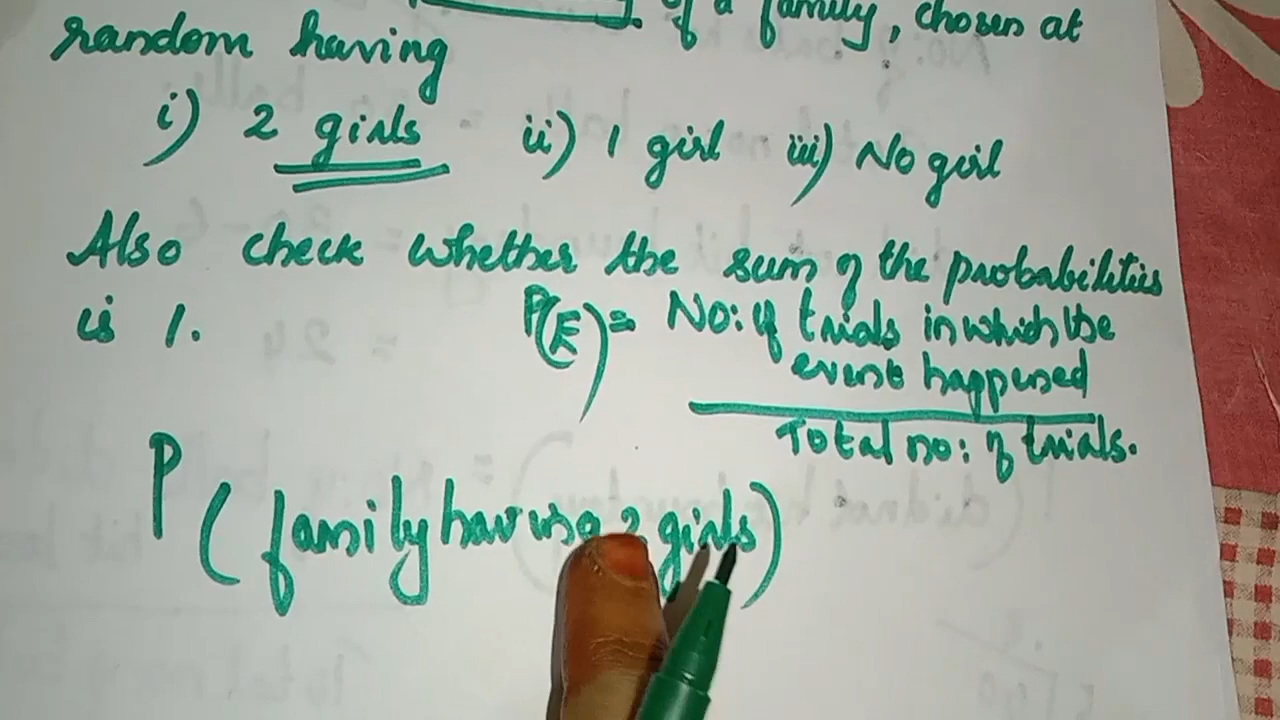 of a family, chosen at
random having
i) 2 girls ii) 1 girl iii) No girl
Also check whether the sum of the probabilities
is 1.
P(E) = No: of trials in which the
event happened
Total no: of trials.
P (family having 2 girls)